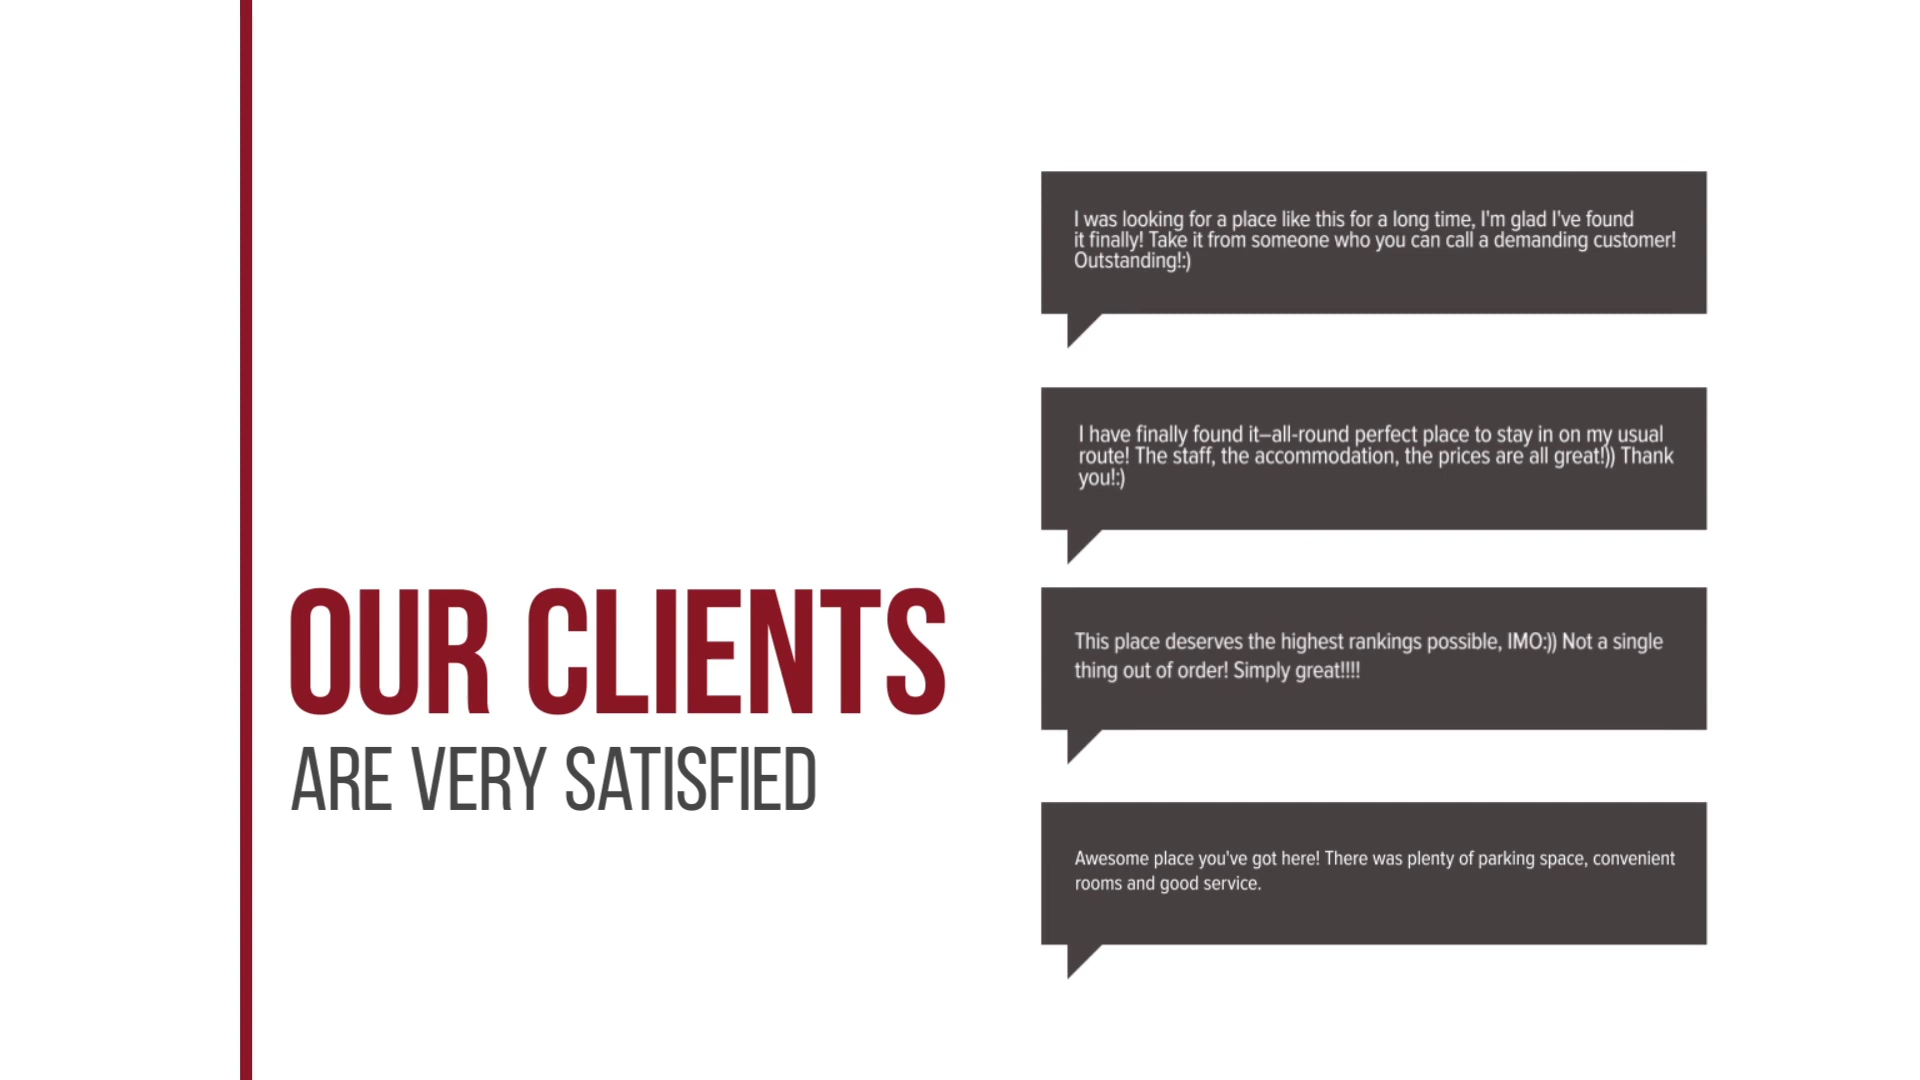 OUR CLIENTS
ARE VERY SATISFIED
I was looking for a place like this for a long time, I'm glad I've found
it finally! Take it from someone who you can call a demanding customer!
Outstanding!:)
I have finally found it–all-round perfect place to stay in on my usual
route! The staff, the accommodation, the prices are all great!)) Thank
you!:)
This place deserves the highest rankings possible, IMO:)) Not a single
thing out of order! Simply great!!!!
Awesome place you've got here! There was plenty of parking space, convenient
rooms and good service.